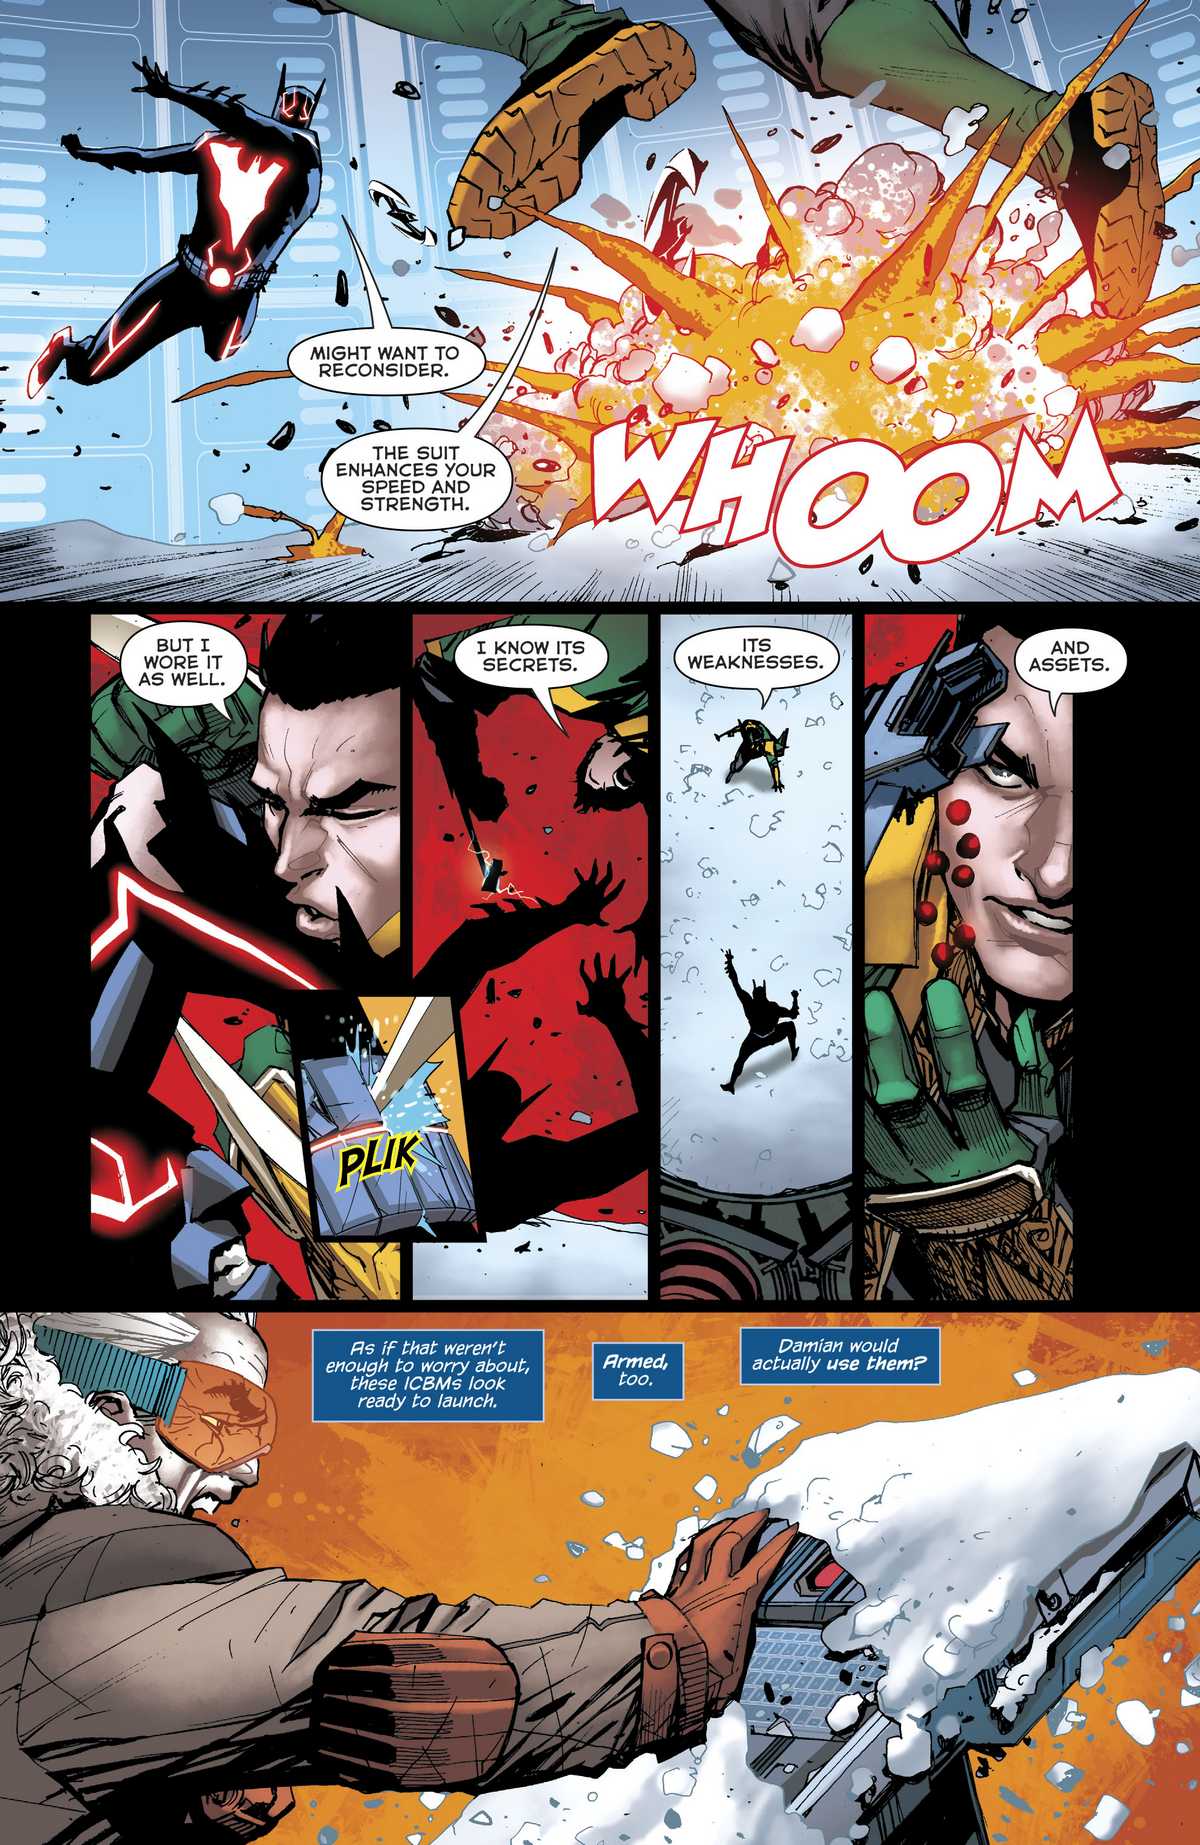 MIGHT WANT TO
RECONSIDER.
THE SUIT
ENHANCES YOUR
SPEED AND
STRENGTH.
WHOOM
BUT I
WORE IT
AS WELL.
PLIK
I KNOW ITS
SECRETS.
ITS
WEAKNESSES.
AND
ASSETS.
As if that weren't
enough to worry about,
these ICBMs look
ready to launch.
Armed,
too.
Damian would
actually use them?